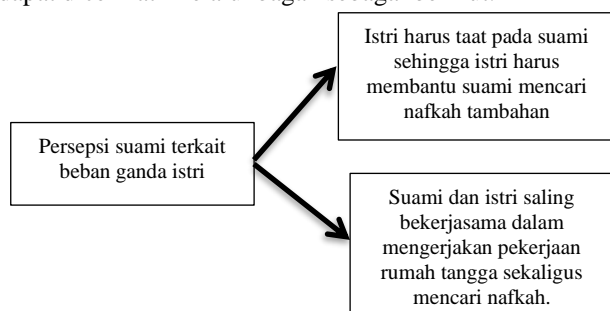 Istri harus taat pada suami
sehingga istri harus
membantu suami mencari
nafkah tambahan
Persepsi suami terkait
beban ganda istri
Suami dan istri saling
bekerjasama dalam
mengerjakan pekerjaan
rumah tangga sekaligus
mencari nafkah.